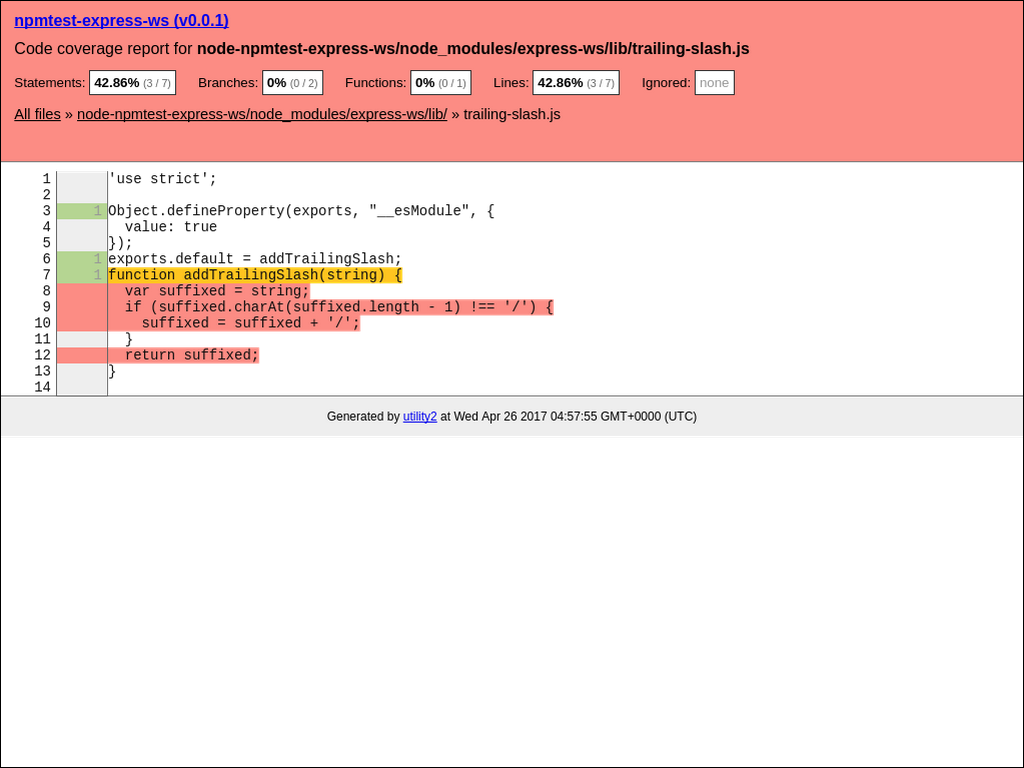 npmtest-express-ws (v0.0.1)
Code coverage report for node-npmtest-express-ws/node_modules/express-ws/lib/trailing-slash.js
Statements: 42.86% (3 / 7) Branches: 0% (0 / 2) Functions: 0% (0 / 1) Lines: 42.86% (3 / 7) Ignored: none
All files » node-npmtest-express-ws/node_modules/express-ws/lib/ » trailing-slash.js
1 'use strict';
2
3 1 Object.defineProperty(exports, "__esModule", {
4   value: true
5 });
6 1 exports.default = addTrailingSlash;
7 1 function addTrailingSlash(string) {
8   var suffixed = string;
9   if (suffixed.charAt(suffixed.length - 1) !== '/') {
10     suffixed = suffixed + '/';
11   }
12   return suffixed;
13 }
14
Generated by utility2 at Wed Apr 26 2017 04:57:55 GMT+0000 (UTC)